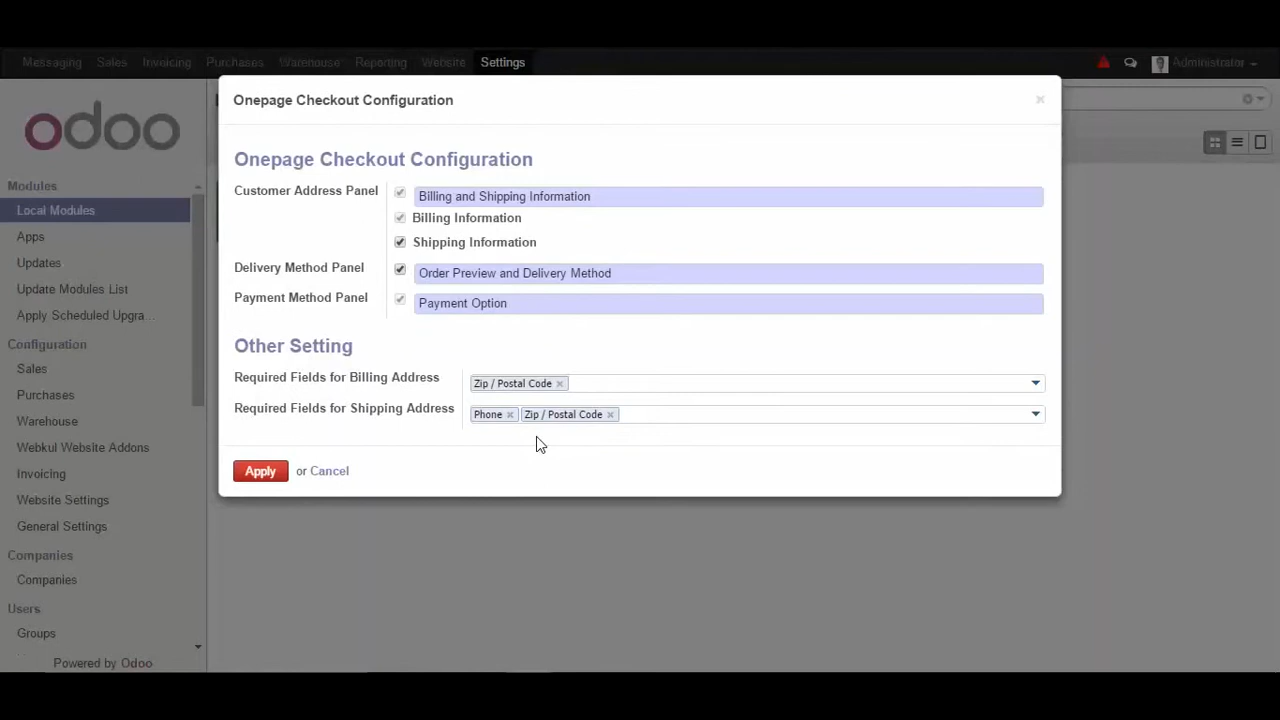 Messaging Sales Invoicing Purchases Warehouse Reporting Website Settings Administrator
Onepage Checkout Configuration ×
odoo
Onepage Checkout Configuration
Customer Address Panel Billing and Shipping Information
Billing Information
Shipping Information
Delivery Method Panel Order Preview and Delivery Method
Payment Method Panel Payment Option
Other Setting
Required Fields for Billing Address Zip / Postal Code ×
Required Fields for Shipping Address Phone × Zip / Postal Code ×
Apply or Cancel
Modules
Local Modules
Apps
Updates
Update Modules List
Apply Scheduled Upgra...
Configuration
Sales
Purchases
Warehouse
Webkul Website Addons
Invoicing
Website Settings
General Settings
Companies
Companies
Users
Groups
Powered by Odoo